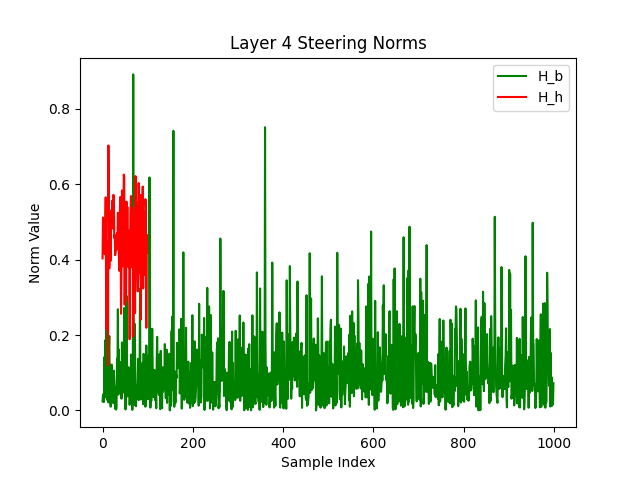 Layer 4 Steering Norms
H_b
H_h
Norm Value
0.8
0.6
0.4
0.2
0.0
0 200 400 600 800 1000
Sample Index